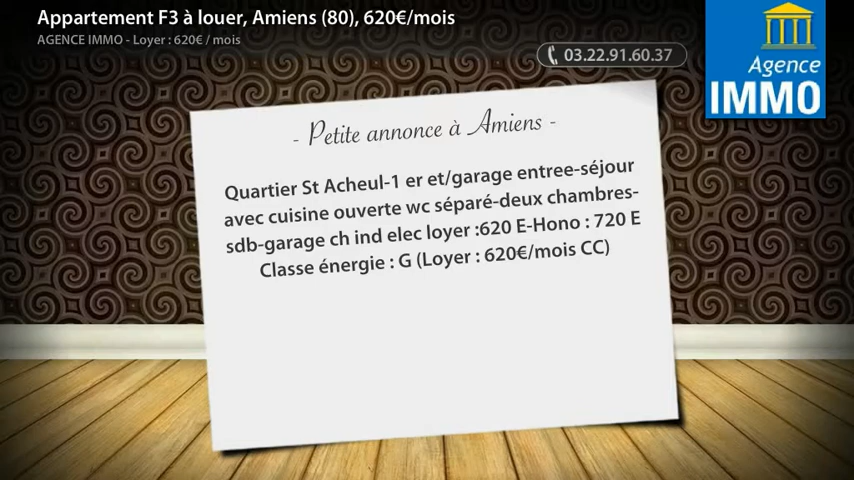 Appartement F3 à louer, Amiens (80), 620€/mois
AGENCE IMMO - Loyer : 620€ / mois
03.22.91.60.37
Agence
IMMO
- Petite annonce à Amiens -
Quartier St Acheul-1 er et/garage entree-séjour
avec cuisine ouverte wc séparé-deux chambres-
sdb-garage ch ind elec loyer :620 E-Hono : 720 E
Classe énergie : G (Loyer : 620€/mois CC)